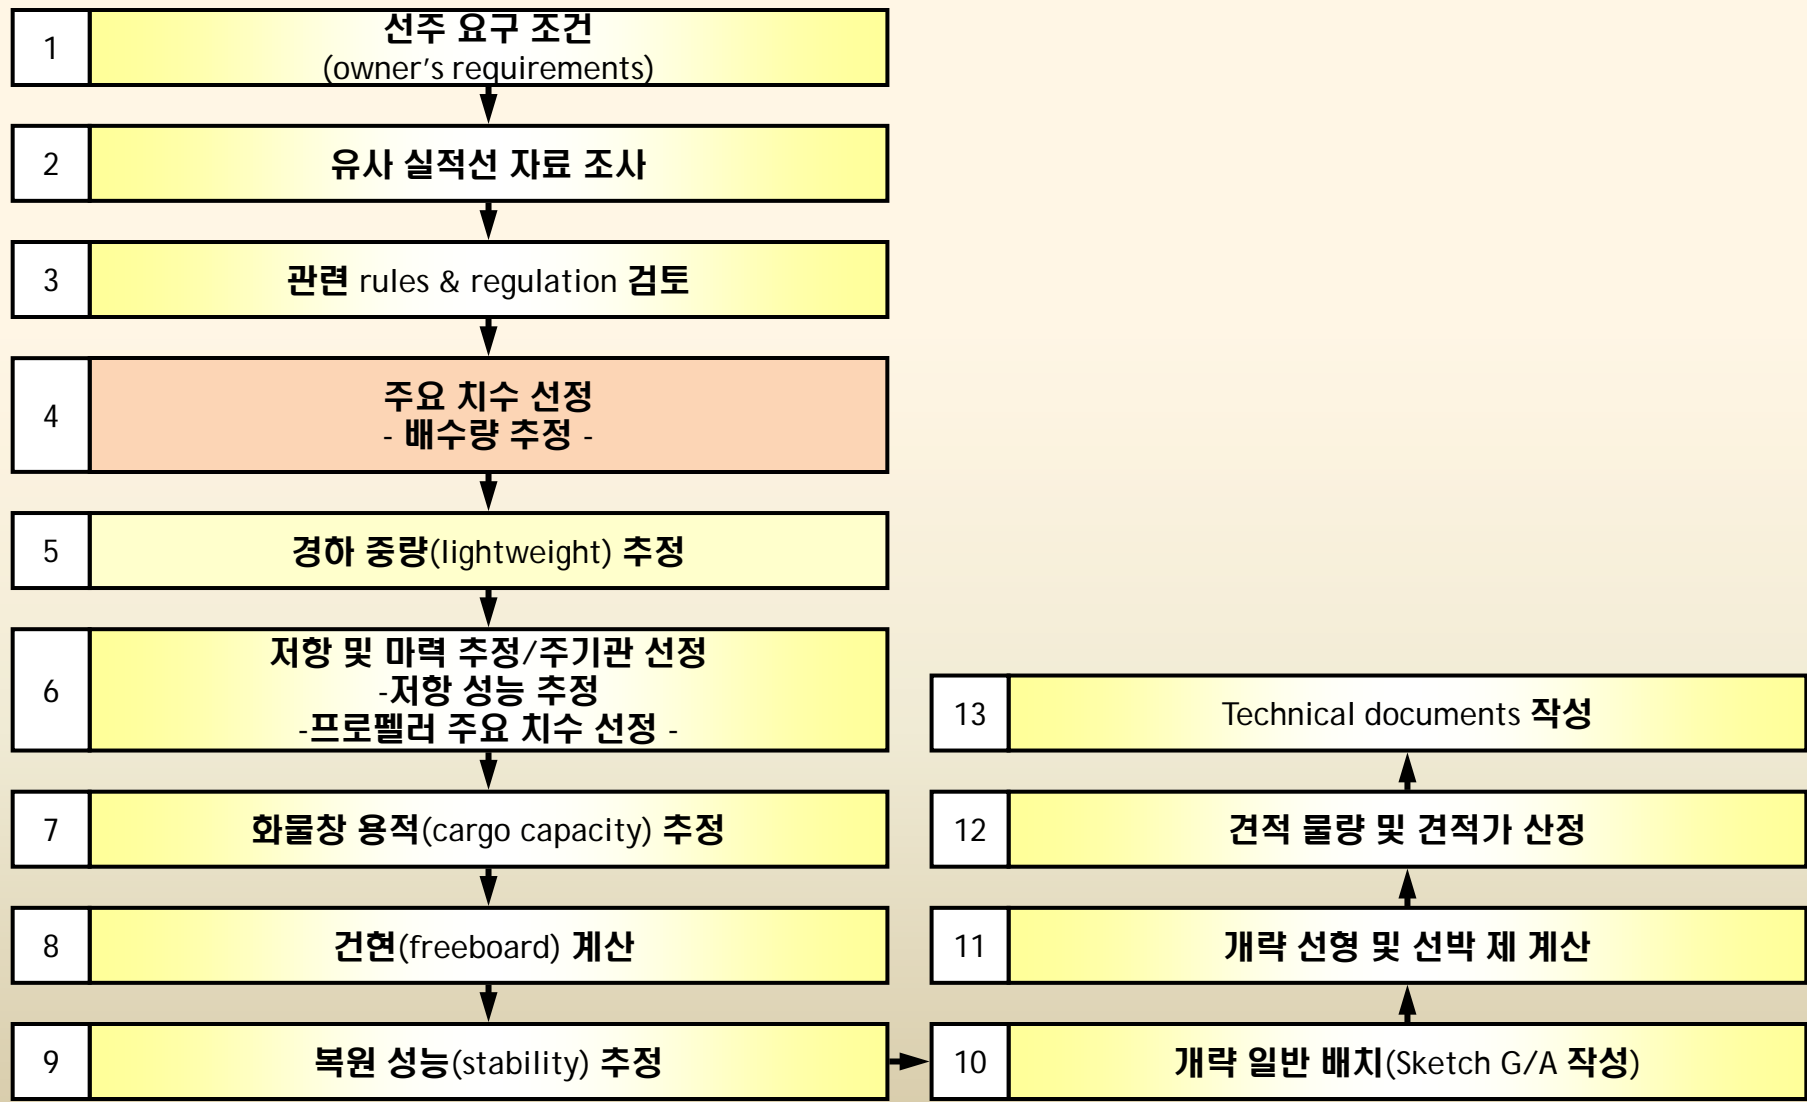 1
선주 요구 조건
(owner's requirements)
2
유사 실적선 자료 조사
3
관련 rules & regulation 검토
4
주요 치수 선정
- 배수량 추정 -
5
경하 중량(lightweight) 추정
6
저항 및 마력 추정/주기관 선정
-저항 성능 추정
-프로펠러 주요 치수 선정 -
7
화물창 용적(cargo capacity) 추정
8
건현(freeboard) 계산
9
복원 성능(stability) 추정
10
개략 일반 배치(Sketch G/A 작성)
11
개략 선형 및 선박 제 계산
12
견적 물량 및 견적가 산정
13
Technical documents 작성